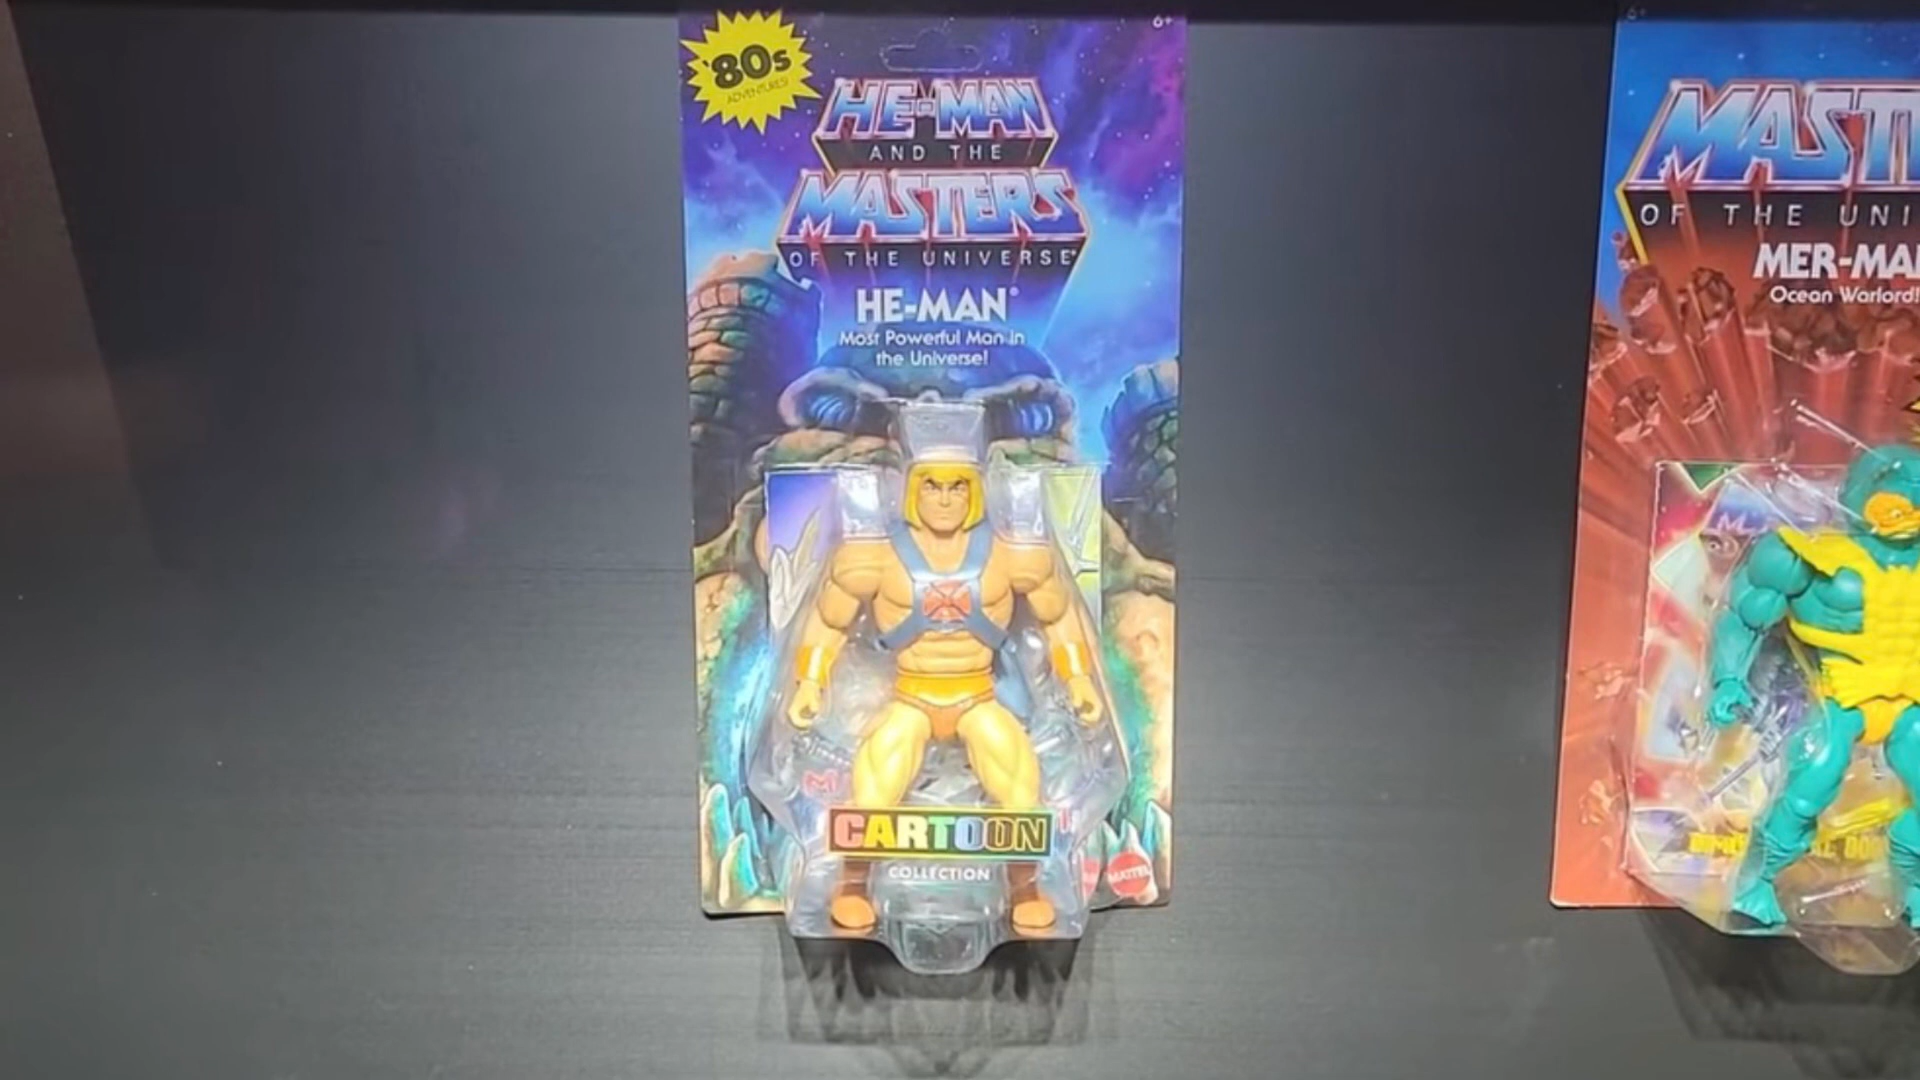 '80s
ADVENTURES!
6+
HE-MAN
AND THE
MASTERS
OF THE UNIVERSE
HE-MAN®
Most Powerful Man in
the Universe!
CARTOON
COLLECTION
MATTEL
6+
MAST
OF THE UNI
MER-MA
Ocean Warlord!